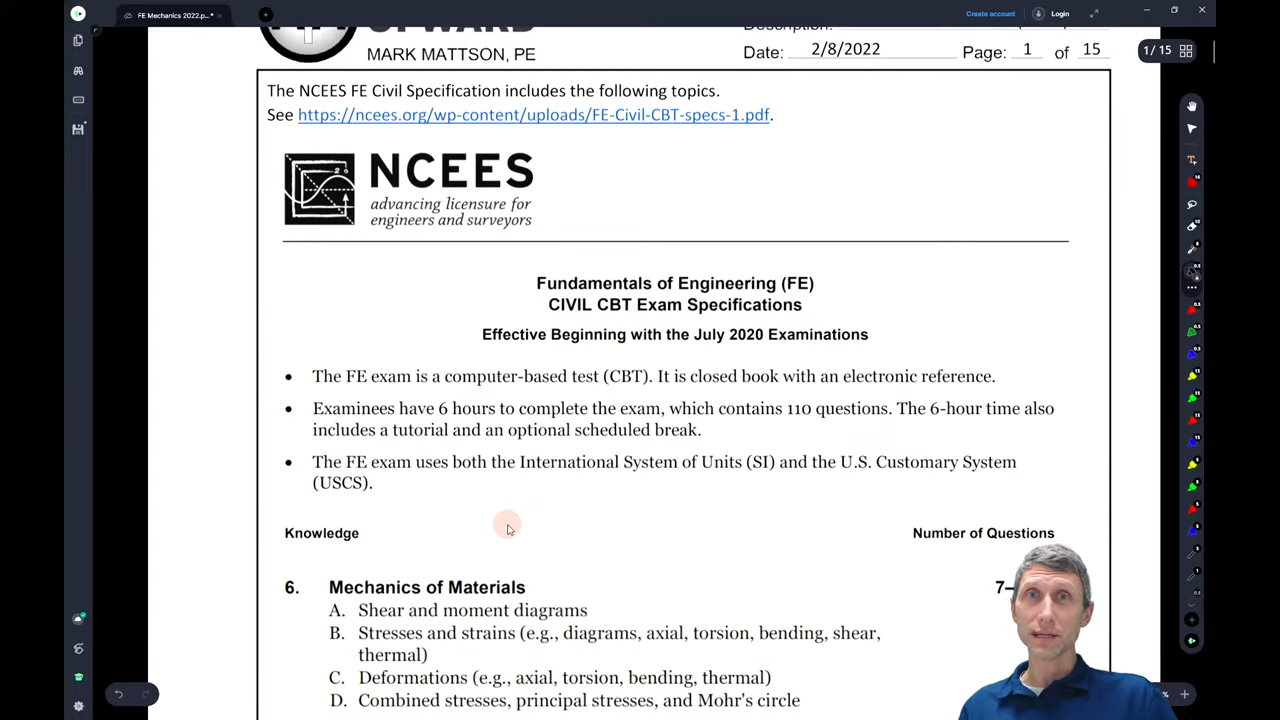 FE Mechanics 2022.p...*
Create account
Login
MARK MATTSON, PE
Date: 2/8/2022 Page: 1 of 15
1 / 15
The NCEES FE Civil Specification includes the following topics.
See https://ncees.org/wp-content/uploads/FE-Civil-CBT-specs-1.pdf.
NCEES
advancing licensure for
engineers and surveyors
Fundamentals of Engineering (FE)
CIVIL CBT Exam Specifications
Effective Beginning with the July 2020 Examinations
• The FE exam is a computer-based test (CBT). It is closed book with an electronic reference.
• Examinees have 6 hours to complete the exam, which contains 110 questions. The 6-hour time also
includes a tutorial and an optional scheduled break.
• The FE exam uses both the International System of Units (SI) and the U.S. Customary System
(USCS).
Knowledge Number of Questions
6. Mechanics of Materials 7–
A. Shear and moment diagrams
B. Stresses and strains (e.g., diagrams, axial, torsion, bending, shear,
thermal)
C. Deformations (e.g., axial, torsion, bending, thermal)
D. Combined stresses, principal stresses, and Mohr's circle